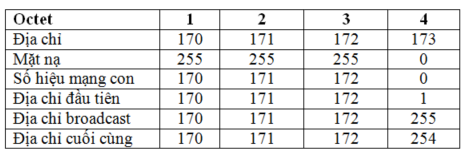 Octet 1 2 3 4
Địa chỉ 170 171 172 173
Mặt nạ 255 255 255 0
Số hiệu mạng con 170 171 172 0
Địa chỉ đầu tiên 170 171 172 1
Địa chỉ broadcast 170 171 172 255
Địa chỉ cuối cùng 170 171 172 254